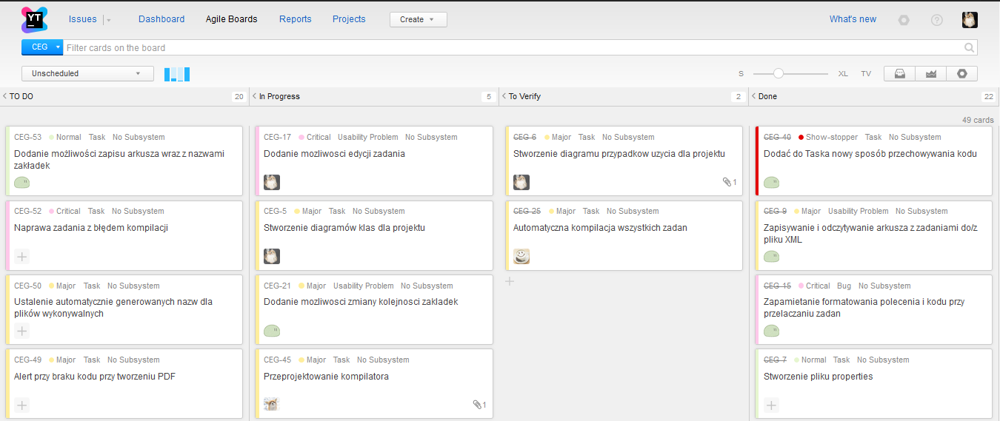 YT
Issues
Dashboard
Agile Boards
Reports
Projects
Create
What's new
CEG
Filter cards on the board
Unscheduled
S
XL
TV
TO DO
20
In Progress
5
To Verify
2
Done
22
49 cards
CEG-53 Normal Task No Subsystem
Dodanie możliwości zapisu arkusza wraz z nazwami
zakładek
CEG-52 Critical Task No Subsystem
Naprawa zadania z błędem kompilacji
CEG-50 Major Task No Subsystem
Ustalenie automatycznie generowanych nazw dla
plików wykonywalnych
CEG-49 Major Task No Subsystem
Alert przy braku kodu przy tworzeniu PDF
CEG-17 Critical Usability Problem No Subsystem
Dodanie mozliwosci edycji zadania
CEG-5 Major Task No Subsystem
Stworzenie diagramów klas dla projektu
CEG-21 Major Usability Problem No Subsystem
Dodanie mozliwosci zmiany kolejnosci zakladek
CEG-45 Major Task No Subsystem
Przeprojektowanie kompilatora
1
CEG-6 Major Task No Subsystem
Stworzenie diagramu przypadkow uzycia dla projektu
1
CEG-25 Major Task No Subsystem
Automatyczna kompilacja wszystkich zadan
CEG-40 Show-stopper Task No Subsystem
Dodać do Taska nowy sposób przechowywania kodu
CEG-9 Major Usability Problem No Subsystem
Zapisywanie i odczytywanie arkusza z zadaniami do/z
pliku XML
CEG-15 Critical Bug No Subsystem
Zapamietanie formatowania polecenia i kodu przy
przelaczaniu zadan
CEG-7 Normal Task No Subsystem
Stworzenie pliku properties